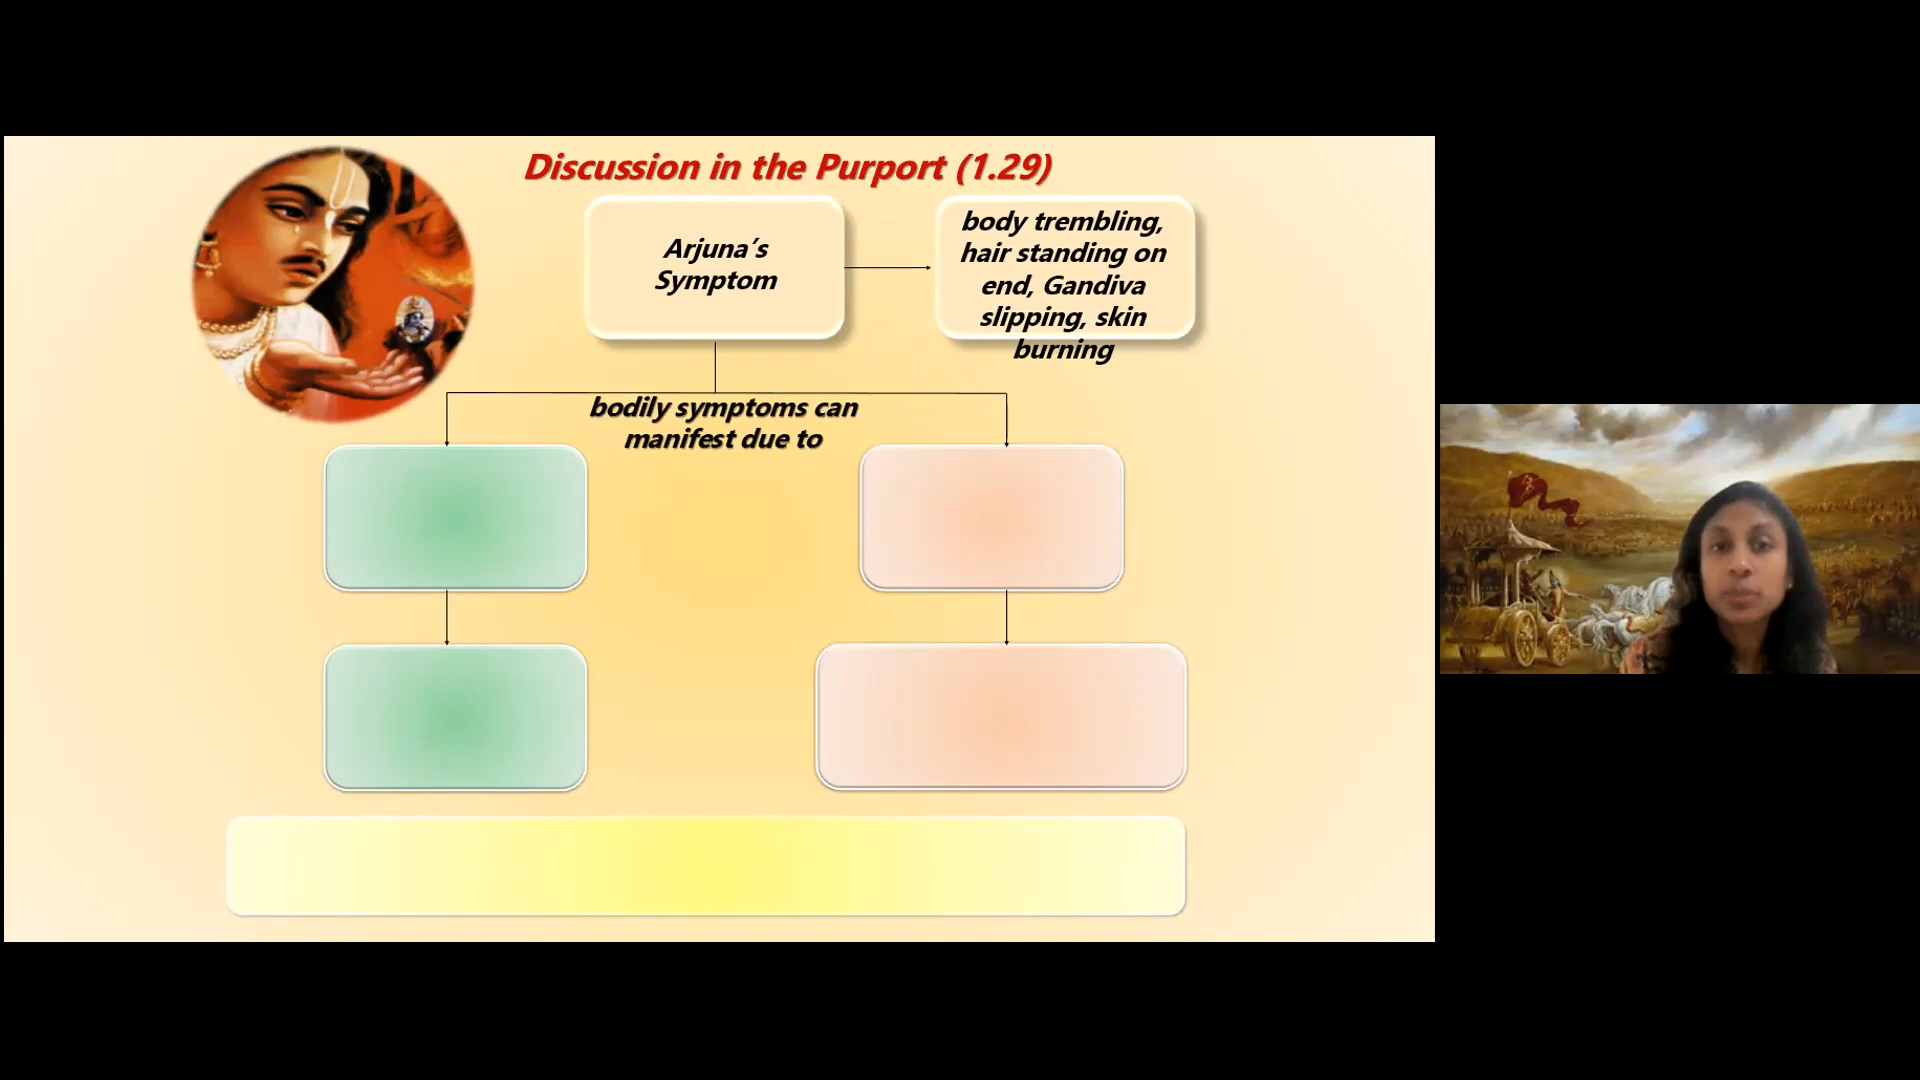 Discussion in the Purport (1.29)
Arjuna’s
Symptom
body trembling,
hair standing on
end, Gandiva
slipping, skin
burning
bodily symptoms can
manifest due to